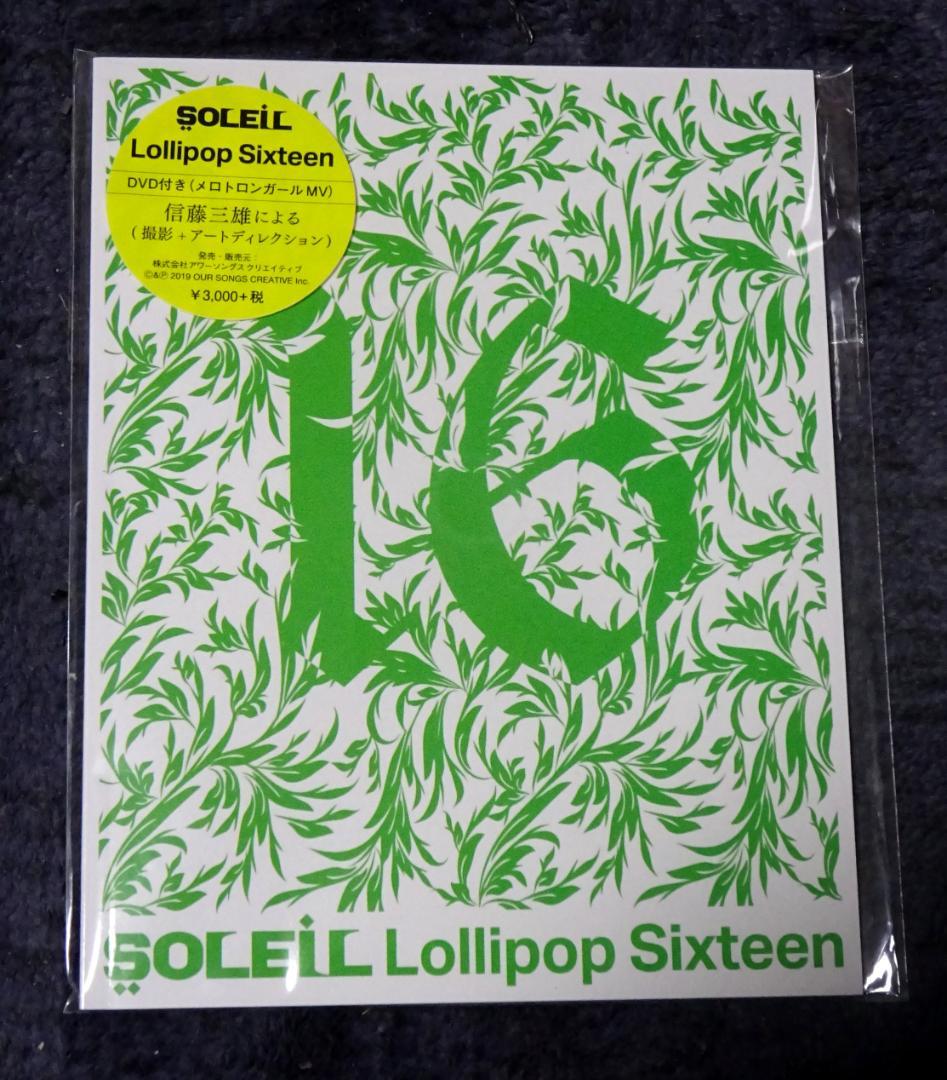 SOLEiL
Lollipop Sixteen
DVD付き(メロトロンガールMV)
信藤三雄による
(撮影+アートディレクション)
発売・販売元:
株式会社アワーソングスクリエイティブ
©&℗ 2019 OUR SONGS CREATIVE Inc.
¥3,000+税
16
SOLEiL Lollipop Sixteen